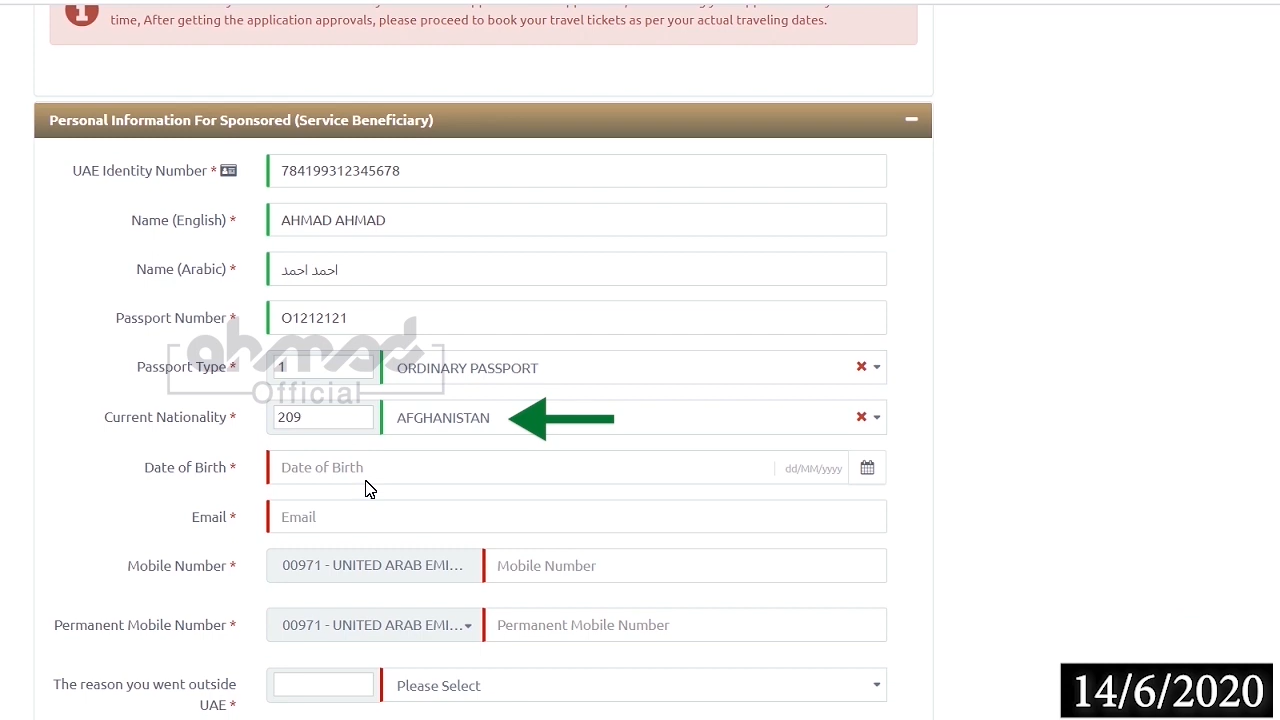 time, After getting the application approvals, please proceed to book your travel tickets as per your actual traveling dates.
Personal Information For Sponsored (Service Beneficiary)
UAE Identity Number * 784199312345678
Name (English) * AHMAD AHMAD
Name (Arabic) * احمد احمد
Passport Number * O1212121
Passport Type * 1 ORDINARY PASSPORT
ahmad
Official
Current Nationality * 209 AFGHANISTAN
Date of Birth * Date of Birth dd/MM/yyyy
Email * Email
Mobile Number * 00971 - UNITED ARAB EMI... Mobile Number
Permanent Mobile Number * 00971 - UNITED ARAB EMI... Permanent Mobile Number
The reason you went outside
UAE * Please Select
14/6/2020